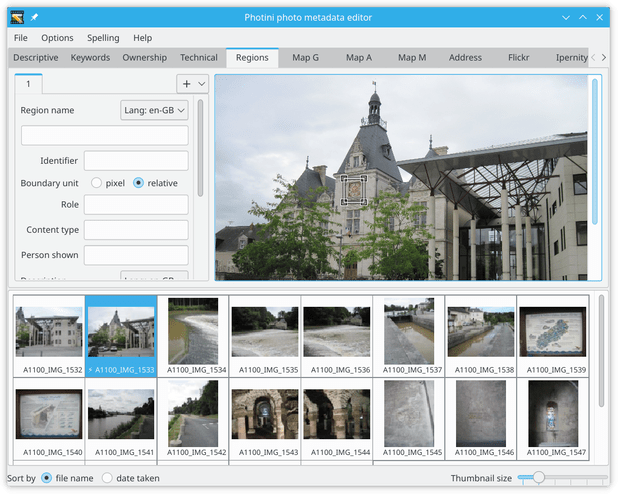 Photini photo metadata editor
File Options Spelling Help
Descriptive Keywords Ownership Technical Regions Map G Map A Map M Address Flickr Ipernity
1
Region name Lang: en-GB
Identifier
Boundary unit pixel relative
Role
Content type
Person shown
A1100_IMG_1532 A1100_IMG_1533 A1100_IMG_1534 A1100_IMG_1535 A1100_IMG_1536 A1100_IMG_1537 A1100_IMG_1538 A1100_IMG_1539
A1100_IMG_1540 A1100_IMG_1541 A1100_IMG_1542 A1100_IMG_1543 A1100_IMG_1544 A1100_IMG_1545 A1100_IMG_1546 A1100_IMG_1547
Sort by file name date taken Thumbnail size